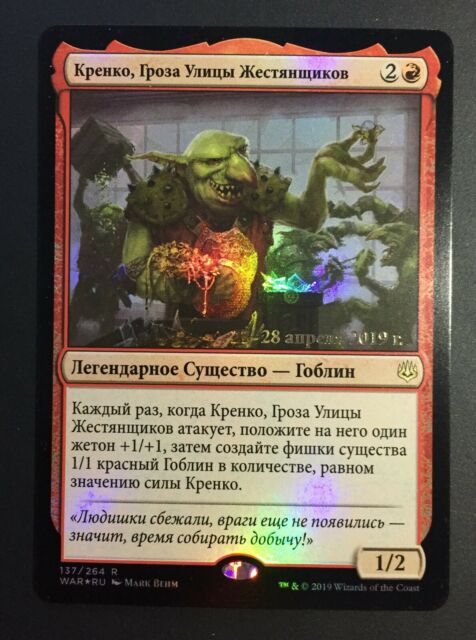 Кренко, Гроза Улицы Жестянщиков 2
28 апреля 2019 г.
Легендарное Существо — Гоблин
Каждый раз, когда Кренко, Гроза Улицы
Жестянщиков атакует, положите на него один
жетон +1/+1, затем создайте фишки существа
1/1 красный Гоблин в количестве, равном
значению силы Кренко.
«Людишки сбежали, враги еще не появились —
значит, время собирать добычу!»
1/2
137/264 R
WAR★RU MARK BEHM
™ & © 2019 Wizards of the Coast